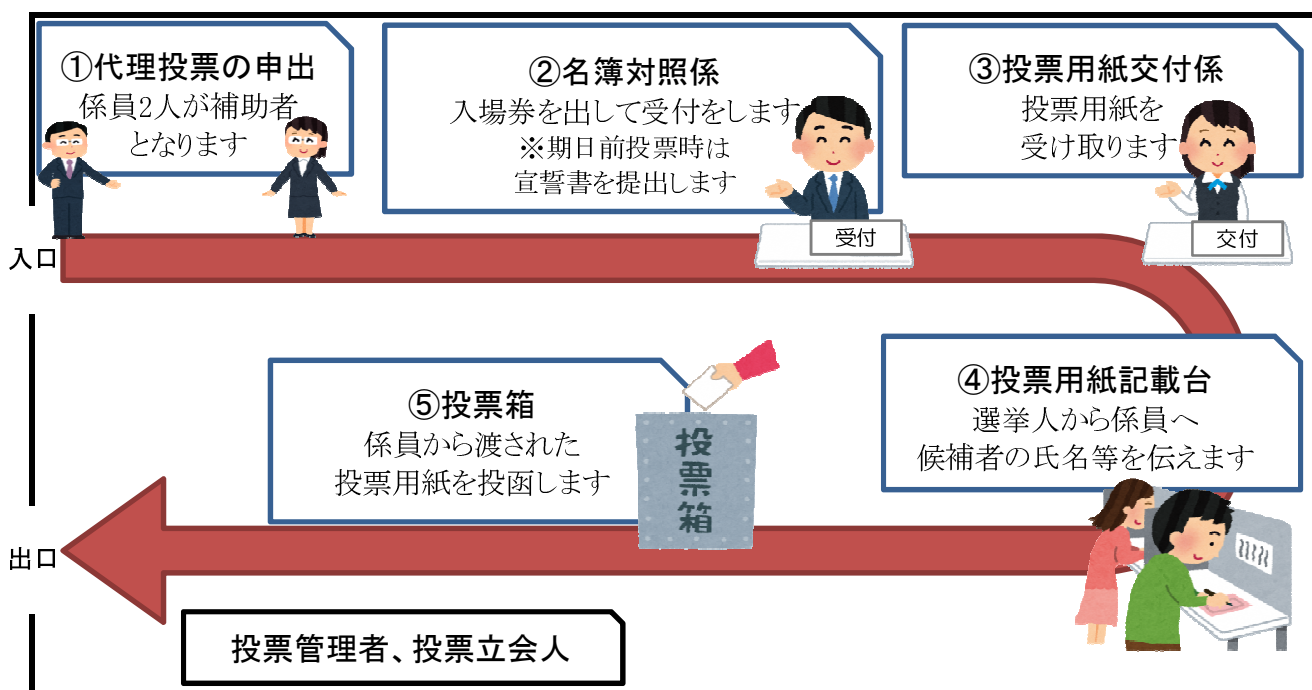 ①代理投票の申出
係員2人が補助者
となります
②名簿対照係
入場券を出して受付をします
※期日前投票時は
宣誓書を提出します
受付
③投票用紙交付係
投票用紙を
受け取ります
交付
入口
④投票用紙記載台
選挙人から係員へ
候補者の氏名等を伝えます
⑤投票箱
係員から渡された
投票用紙を投函します
投票箱
出口
投票管理者、投票立会人